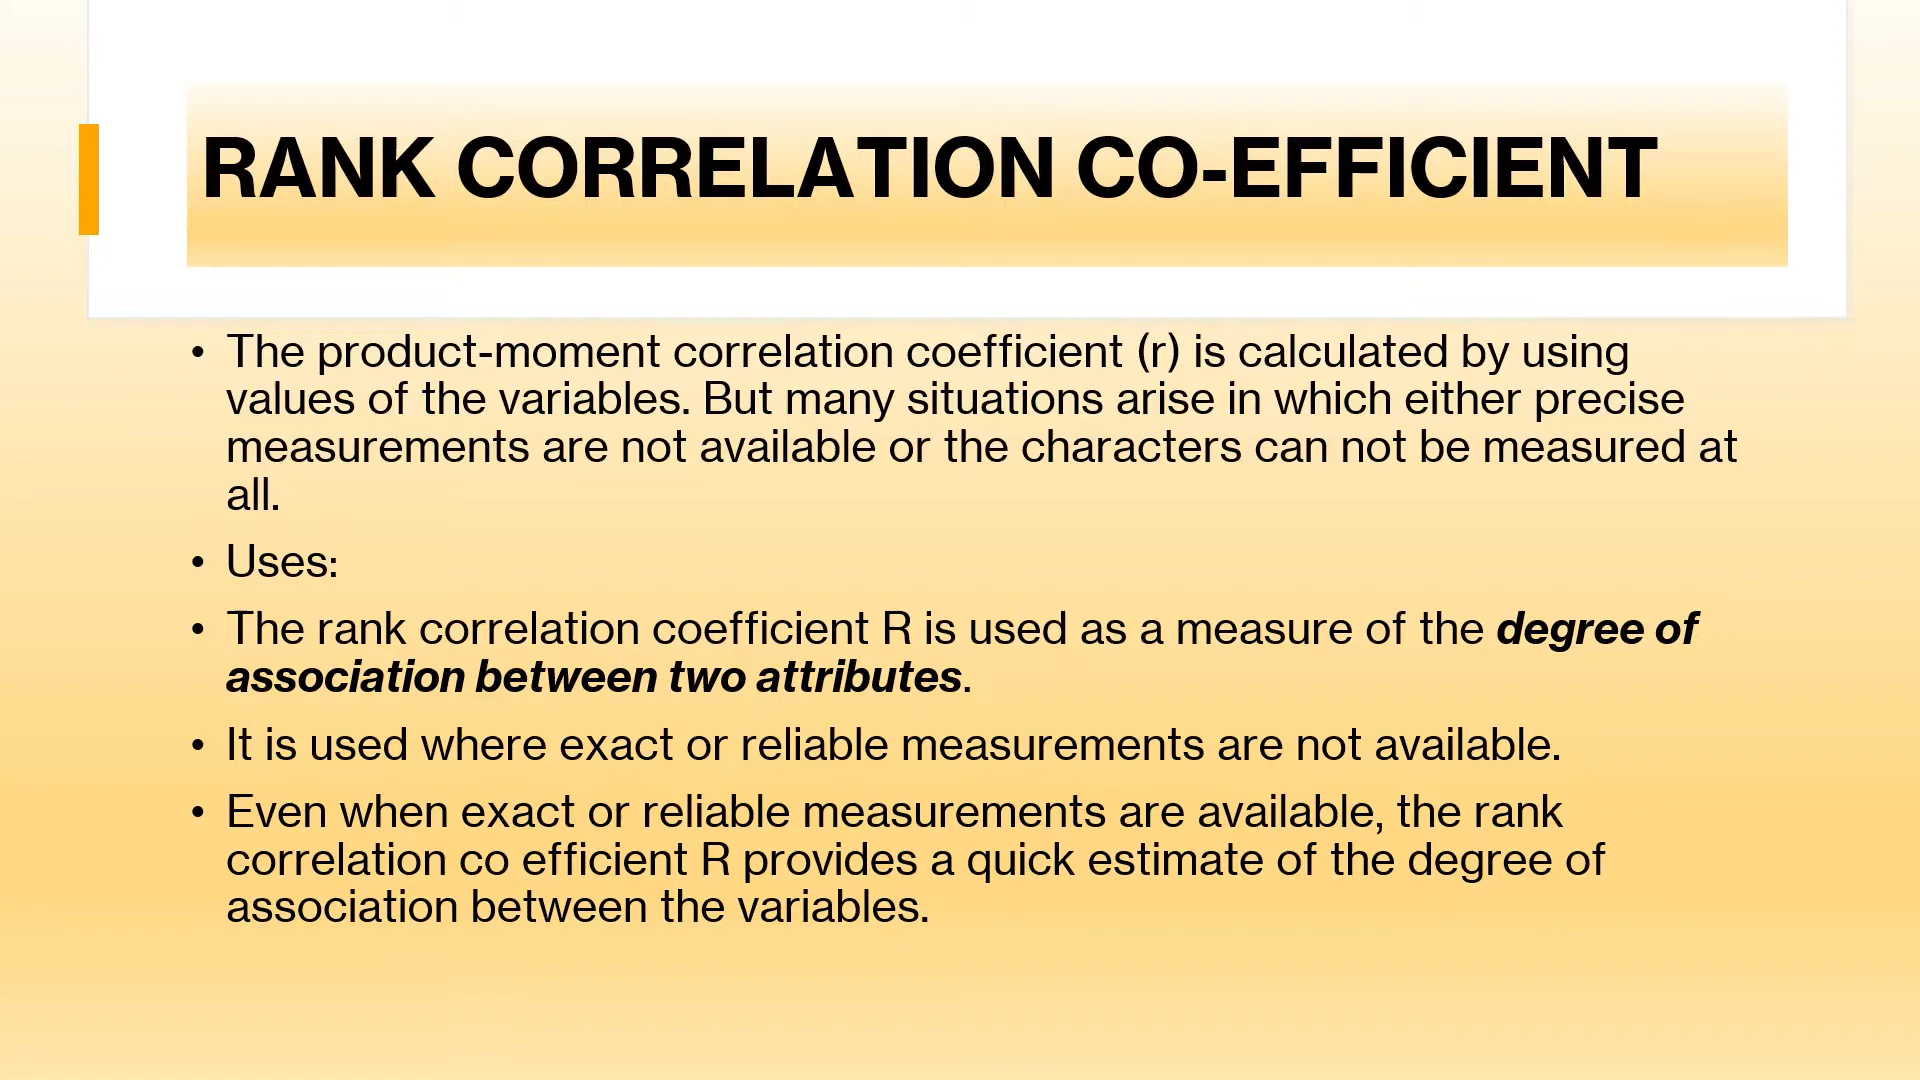 RANK CORRELATION CO-EFFICIENT
• The product-moment correlation coefficient (r) is calculated by using
values of the variables. But many situations arise in which either precise
measurements are not available or the characters can not be measured at
all.
• Uses:
• The rank correlation coefficient R is used as a measure of the degree of
association between two attributes.
• It is used where exact or reliable measurements are not available.
• Even when exact or reliable measurements are available, the rank
correlation co efficient R provides a quick estimate of the degree of
association between the variables.